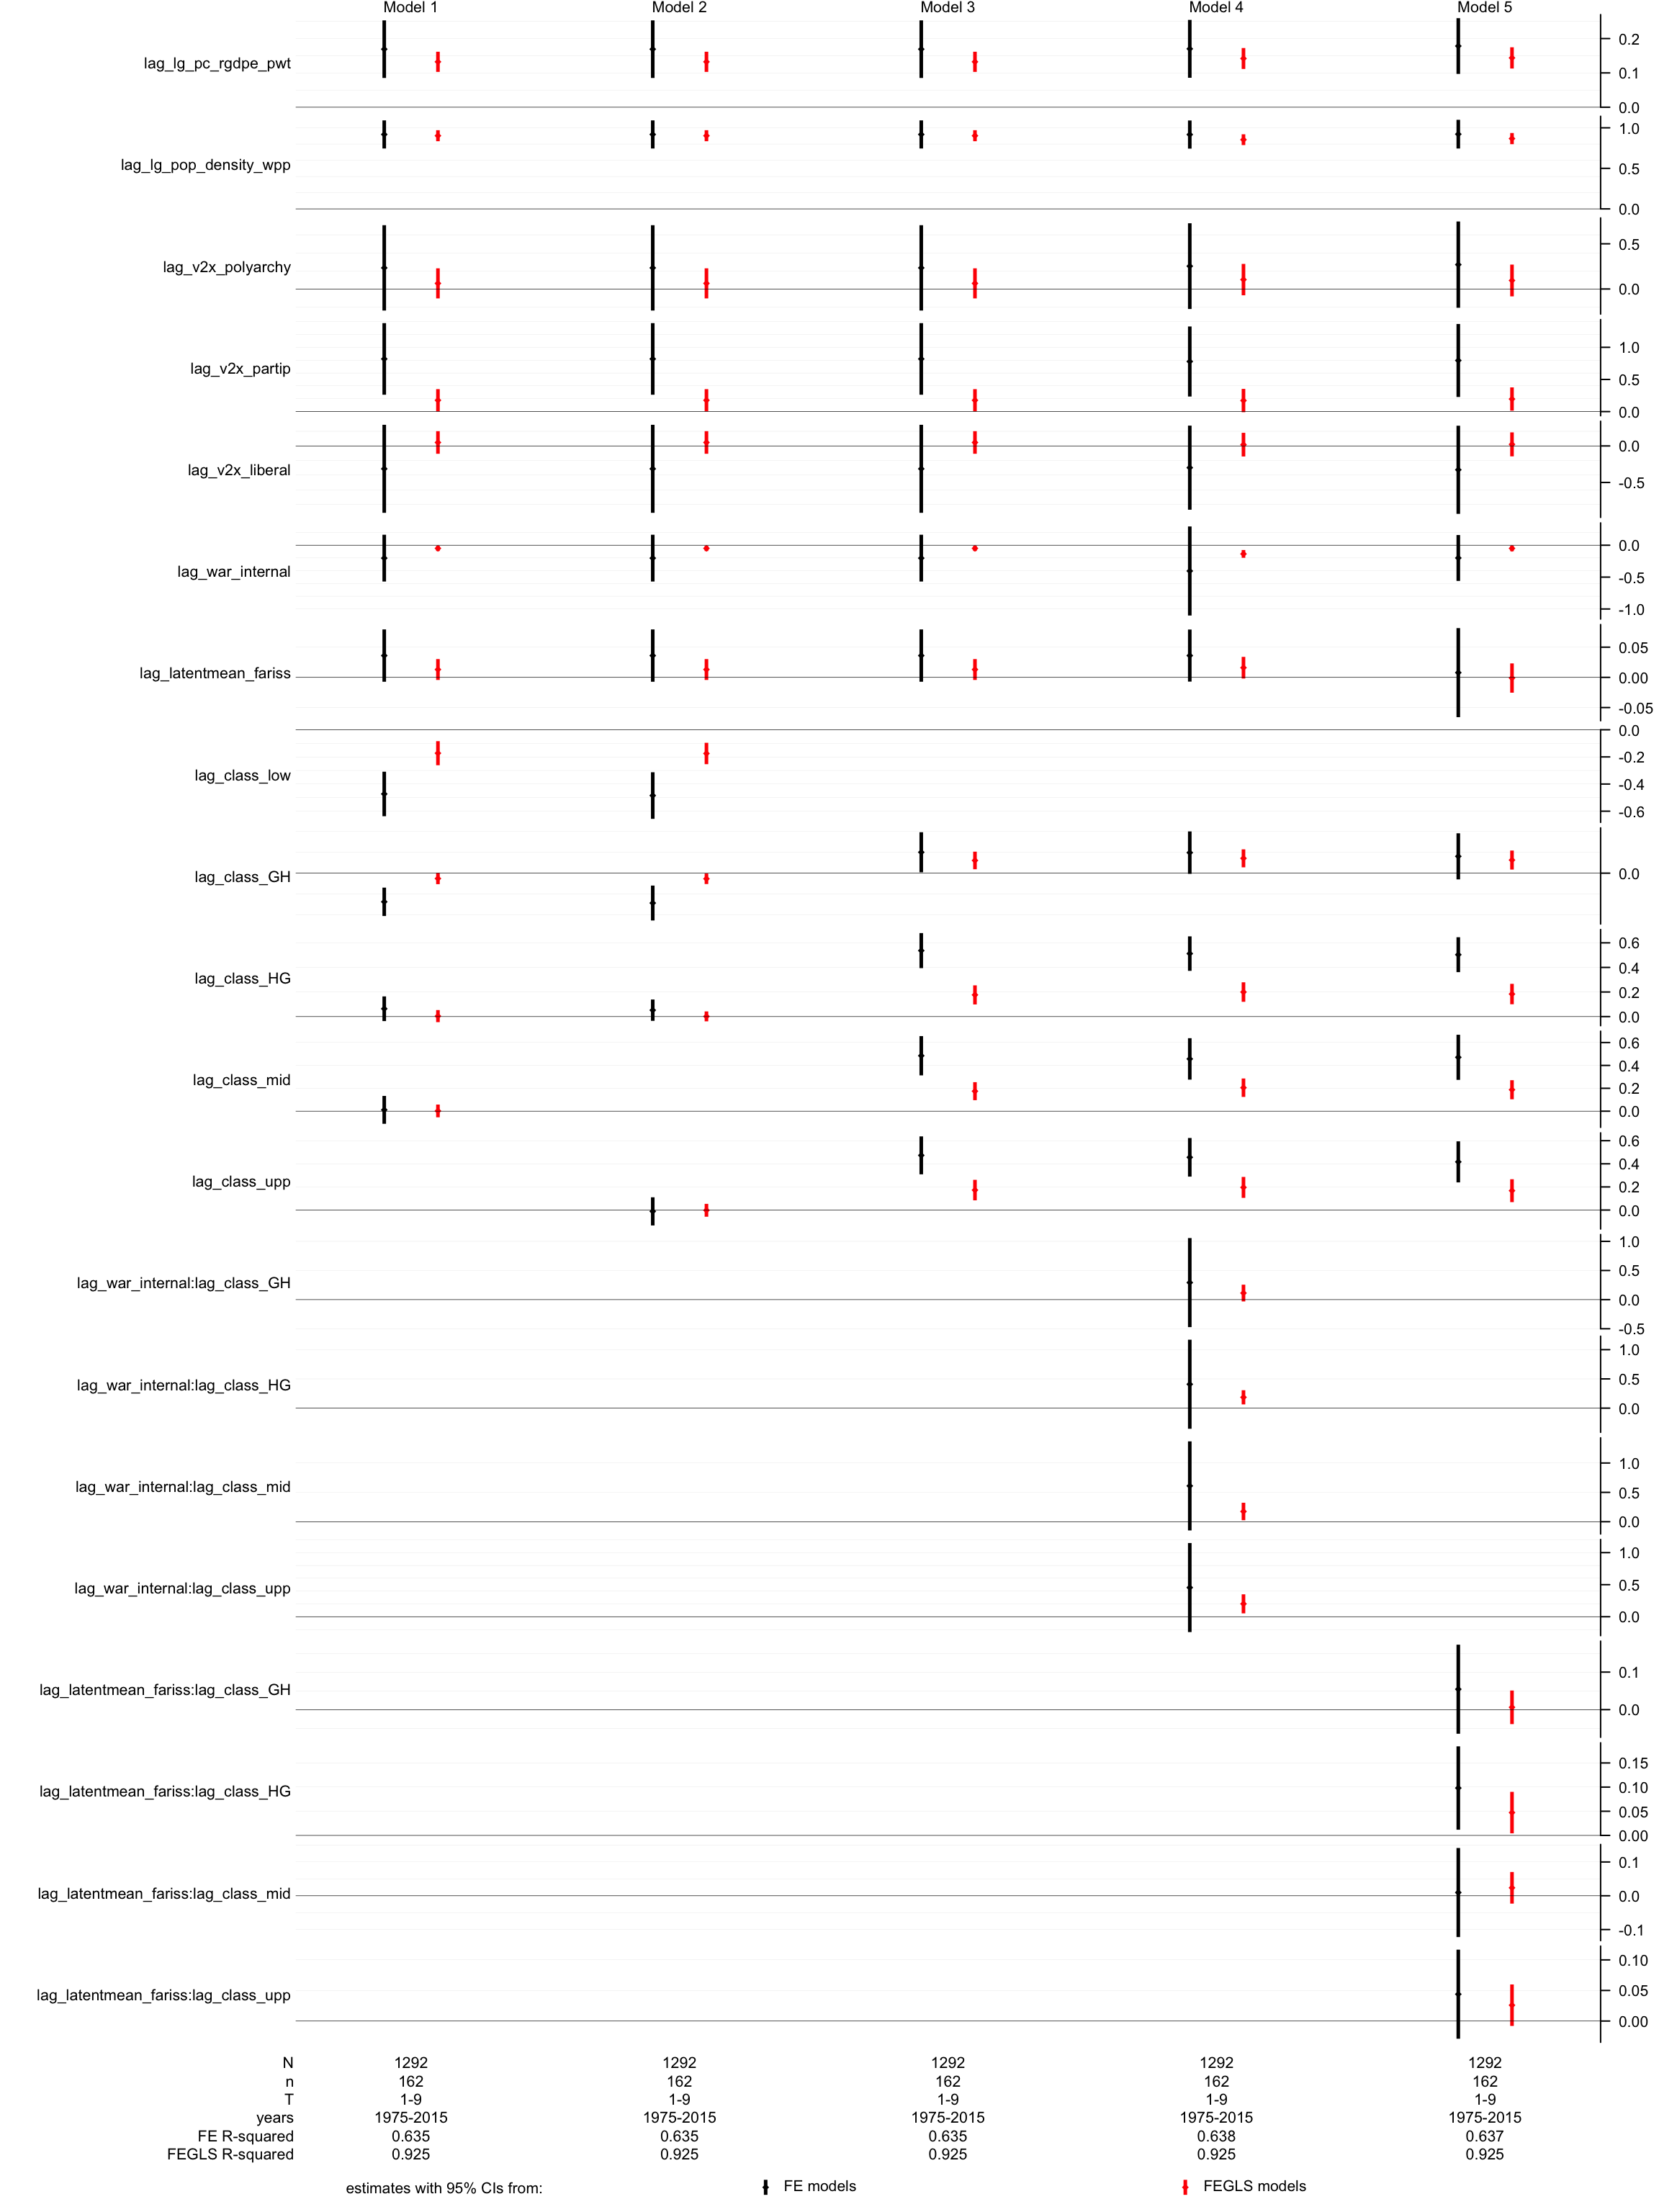 Model 1 Model 2 Model 3 Model 4 Model 5
lag_lg_pc_rgdpe_pwt
0.2
0.1
0.0
lag_lg_pop_density_wpp
1.0
0.5
0.0
lag_v2x_polyarchy
0.5
0.0
lag_v2x_partip
1.0
0.5
0.0
lag_v2x_liberal
0.0
-0.5
lag_war_internal
0.0
-0.5
-1.0
lag_latentmean_fariss
0.05
0.00
-0.05
lag_class_low
0.0
-0.2
-0.4
-0.6
lag_class_GH
0.0
lag_class_HG
0.6
0.4
0.2
0.0
lag_class_mid
0.6
0.4
0.2
0.0
lag_class_upp
0.6
0.4
0.2
0.0
lag_war_internal:lag_class_GH
1.0
0.5
0.0
-0.5
lag_war_internal:lag_class_HG
1.0
0.5
0.0
lag_war_internal:lag_class_mid
1.0
0.5
0.0
lag_war_internal:lag_class_upp
1.0
0.5
0.0
lag_latentmean_fariss:lag_class_GH
0.1
0.0
lag_latentmean_fariss:lag_class_HG
0.15
0.10
0.05
0.00
lag_latentmean_fariss:lag_class_mid
0.1
0.0
-0.1
lag_latentmean_fariss:lag_class_upp
0.10
0.05
0.00
N 1292 1292 1292 1292 1292
n 162 162 162 162 162
T 1-9 1-9 1-9 1-9 1-9
years 1975-2015 1975-2015 1975-2015 1975-2015 1975-2015
FE R-squared 0.635 0.635 0.635 0.638 0.637
FEGLS R-squared 0.925 0.925 0.925 0.925 0.925
estimates with 95% CIs from: FE models FEGLS models